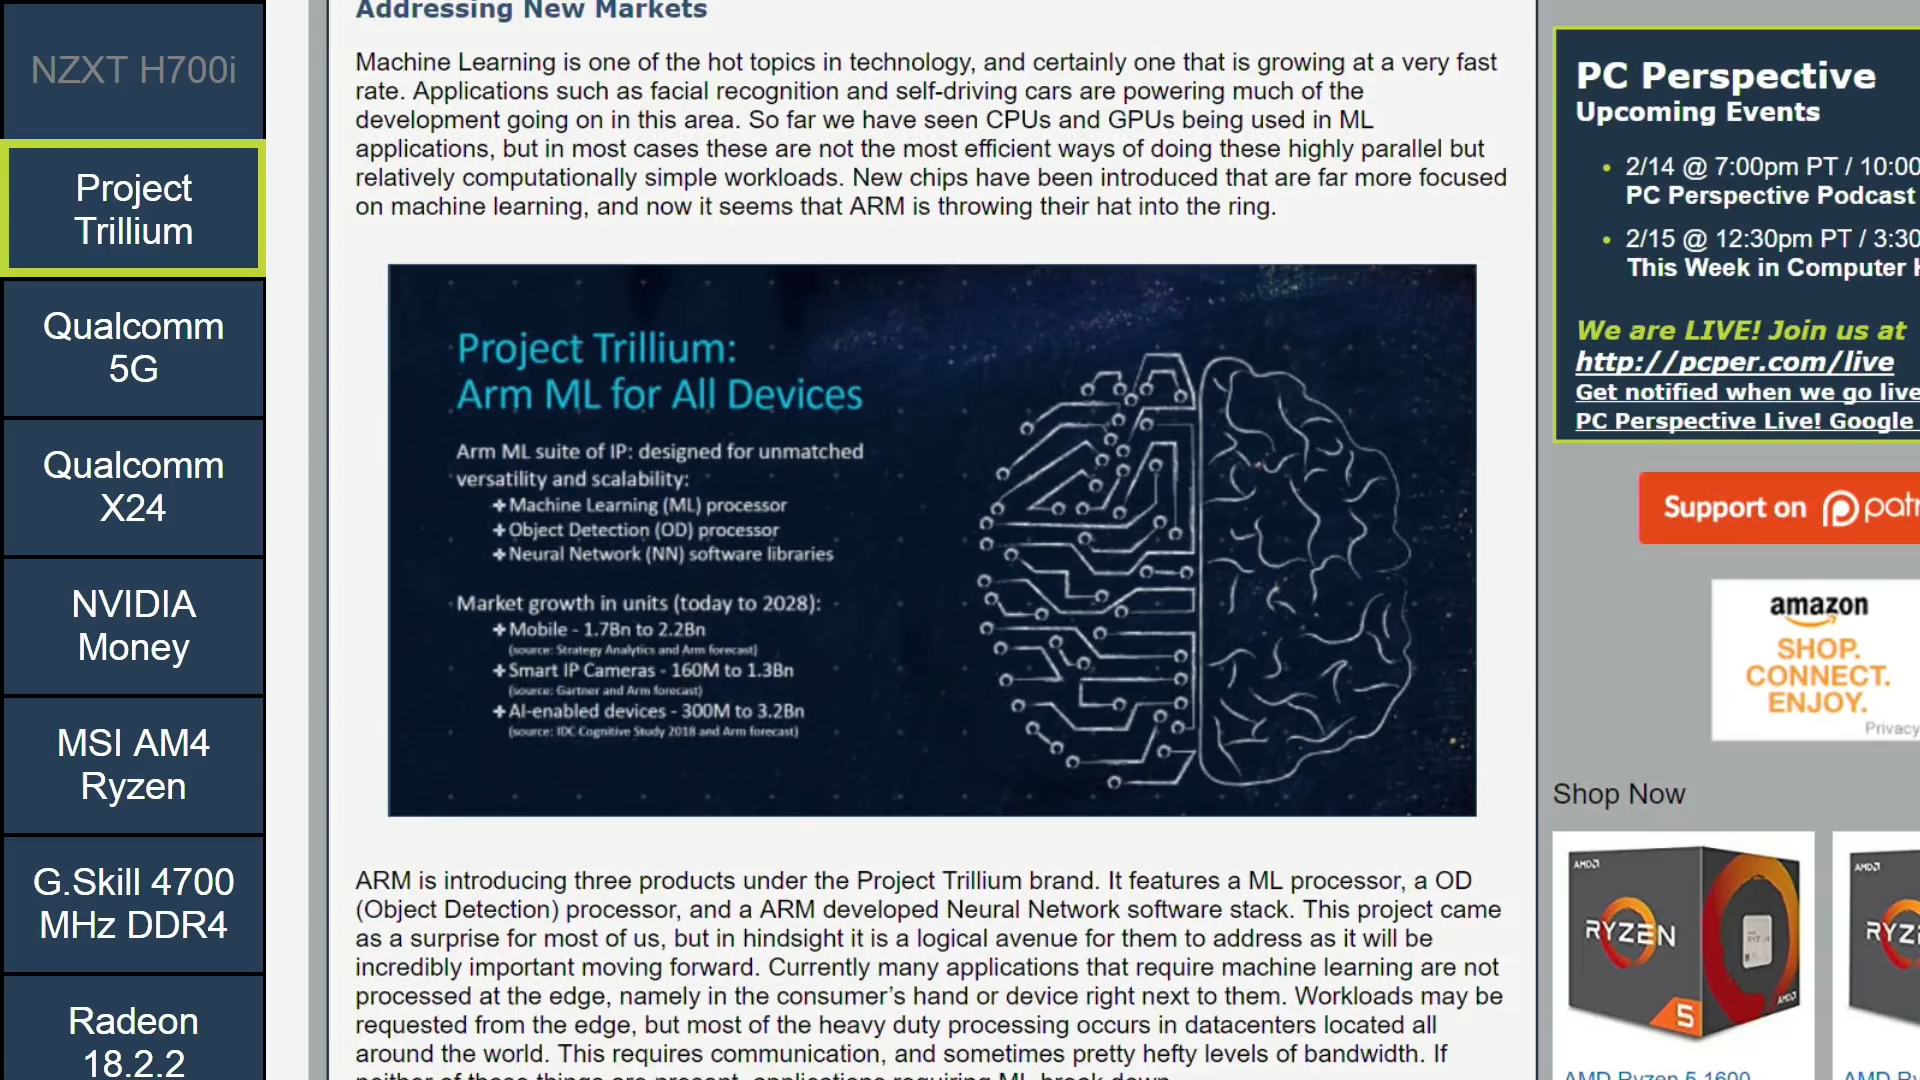 NZXT H700i
Project
Trillium
Qualcomm
5G
Qualcomm
X24
NVIDIA
Money
MSI AM4
Ryzen
G.Skill 4700
MHz DDR4
Radeon
18.2.2
Addressing New Markets
Machine Learning is one of the hot topics in technology, and certainly one that is growing at a very fast
rate. Applications such as facial recognition and self-driving cars are powering much of the
development going on in this area. So far we have seen CPUs and GPUs being used in ML
applications, but in most cases these are not the most efficient ways of doing these highly parallel but
relatively computationally simple workloads. New chips have been introduced that are far more focused
on machine learning, and now it seems that ARM is throwing their hat into the ring.
Project Trillium:
Arm ML for All Devices
Arm ML suite of IP: designed for unmatched
versatility and scalability:
Machine Learning (ML) processor
Object Detection (OD) processor
Neural Network (NN) software libraries
Market growth in units (today to 2028):
Mobile - 1.7Bn to 2.2Bn
(source: Strategy Analytics and Arm forecast)
Smart IP Cameras - 160M to 1.3Bn
(source: Gartner and Arm forecast)
AI-enabled devices - 300M to 3.2Bn
(source: IDC Cognitive Study 2018 and Arm forecast)
ARM is introducing three products under the Project Trillium brand. It features a ML processor, a OD
(Object Detection) processor, and a ARM developed Neural Network software stack. This project came
as a surprise for most of us, but in hindsight it is a logical avenue for them to address as it will be
incredibly important moving forward. Currently many applications that require machine learning are not
processed at the edge, namely in the consumer’s hand or device right next to them. Workloads may be
requested from the edge, but most of the heavy duty processing occurs in datacenters located all
around the world. This requires communication, and sometimes pretty hefty levels of bandwidth. If
neither of these things are present, applications requiring ML break down.
PC Perspective
Upcoming Events
• 2/14 @ 7:00pm PT / 10:00
PC Perspective Podcast
• 2/15 @ 12:30pm PT / 3:30
This Week in Computer
We are LIVE! Join us at
http://pcper.com/live
Get notified when we go live
PC Perspective Live! Google
Support on
amazon
SHOP.
CONNECT.
ENJOY.
Privacy
Shop Now
AMD
RYZEN
AMD
5
AMD
AMD Ryzen 5 1600